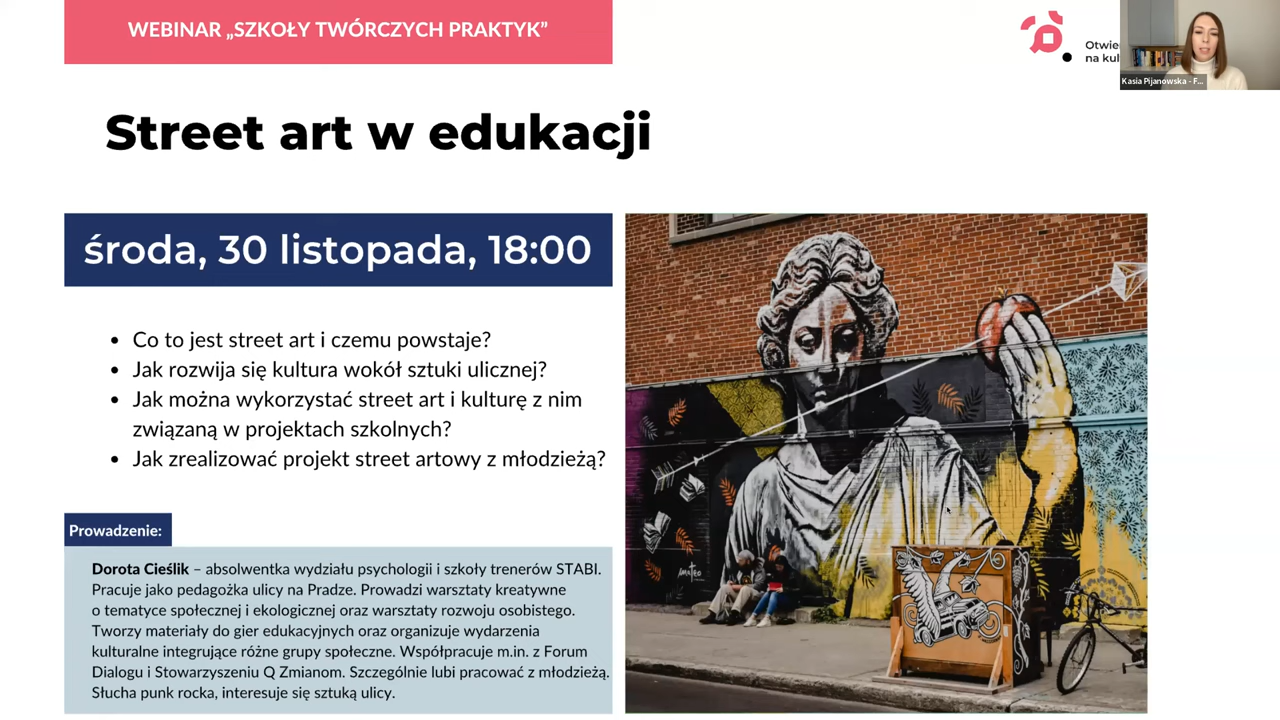 WEBINAR „SZKOŁY TWÓRCZYCH PRAKTYK”
Otwie
na kul
Kasia Pijanowska - F...
Street art w edukacji
środa, 30 listopada, 18:00
• Co to jest street art i czemu powstaje?
• Jak rozwija się kultura wokół sztuki ulicznej?
• Jak można wykorzystać street art i kulturę z nim
związaną w projektach szkolnych?
• Jak zrealizować projekt street artowy z młodzieżą?
Prowadzenie:
Dorota Cieślik – absolwentka wydziału psychologii i szkoły trenerów STABI.
Pracuje jako pedagożka ulicy na Pradze. Prowadzi warsztaty kreatywne
o tematyce społecznej i ekologicznej oraz warsztaty rozwoju osobistego.
Tworzy materiały do gier edukacyjnych oraz organizuje wydarzenia
kulturalne integrujące różne grupy społeczne. Współpracuje m.in. z Forum
Dialogu i Stowarzyszeniu Q Zmianom. Szczególnie lubi pracować z młodzieżą.
Słucha punk rocka, interesuje się sztuką ulicy.
mateo